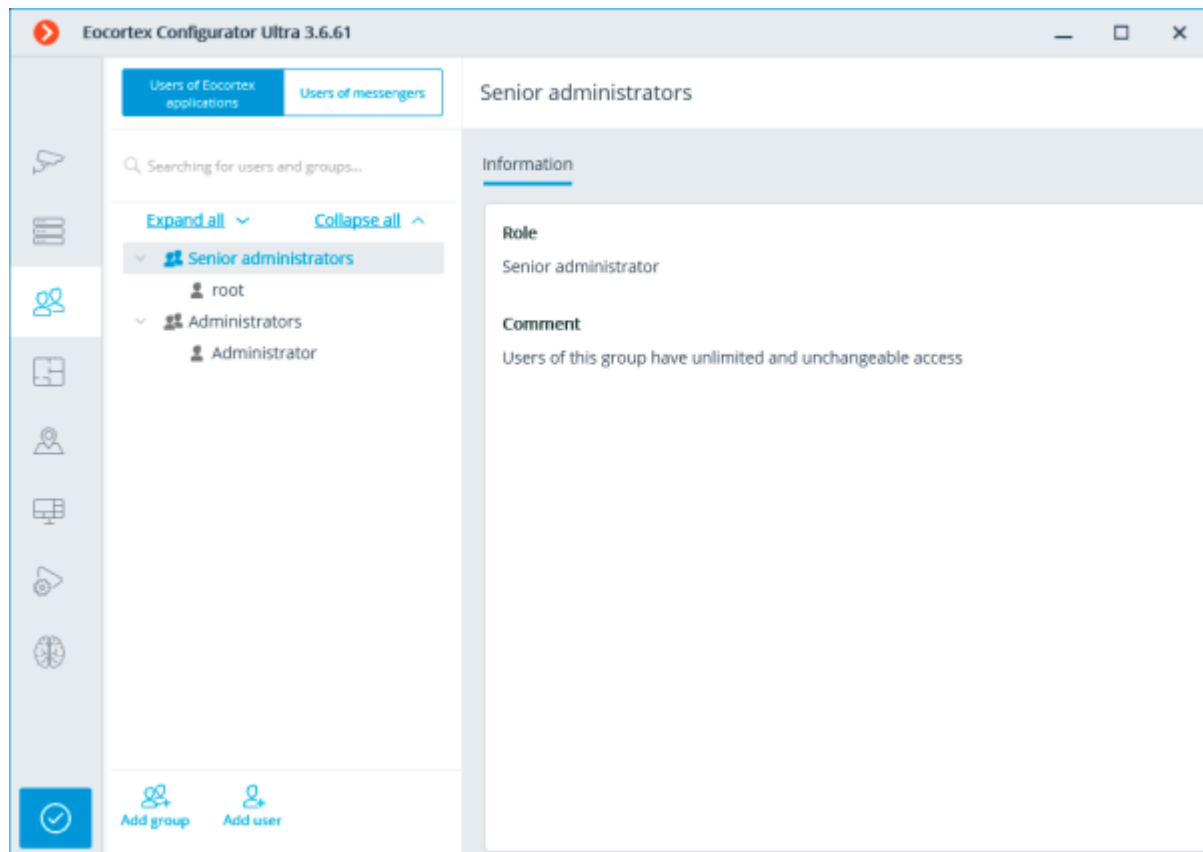 Eocortex Configurator Ultra 3.6.61
Users of Eocortex
applications
Users of messengers
Senior administrators
Searching for users and groups...
Information
Expand all
Collapse all
Senior administrators
root
Administrators
Administrator
Role
Senior administrator
Comment
Users of this group have unlimited and unchangeable access
Add group
Add user